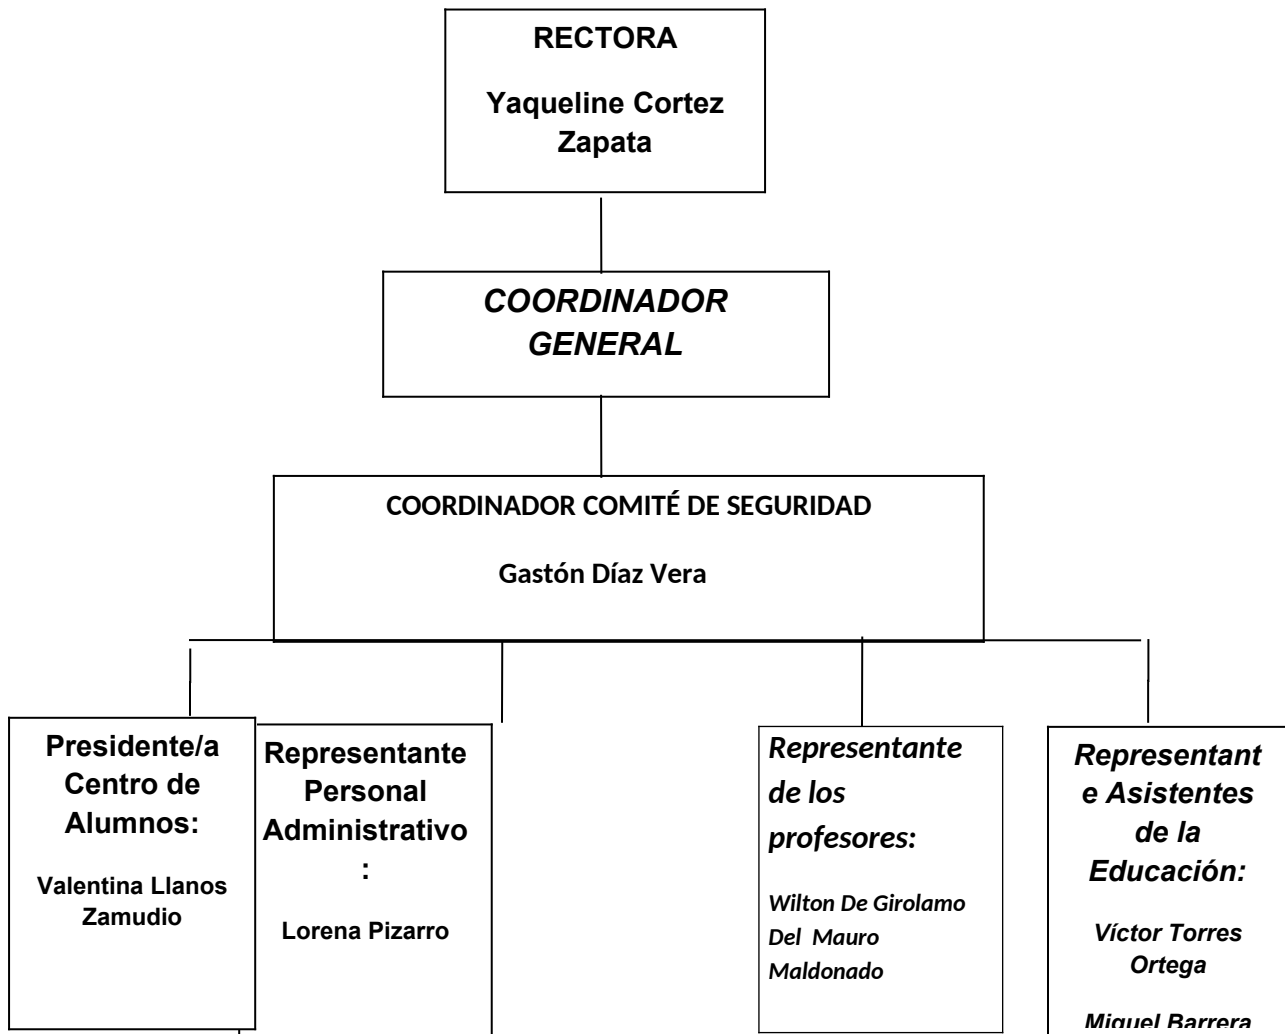 RECTORA
Yaqueline Cortez
Zapata
COORDINADOR
GENERAL
COORDINADOR COMITÉ DE SEGURIDAD
Gastón Díaz Vera
Presidente/a
Centro de
Alumnos:
Valentina Llanos
Zamudio
Representante
Personal
Administrativo
:
Lorena Pizarro
Representante
de los
profesores:
Wilton De Girolamo
Del Mauro
Maldonado
Representant
e Asistentes
de la
Educación:
Víctor Torres
Ortega
Miguel Barrera